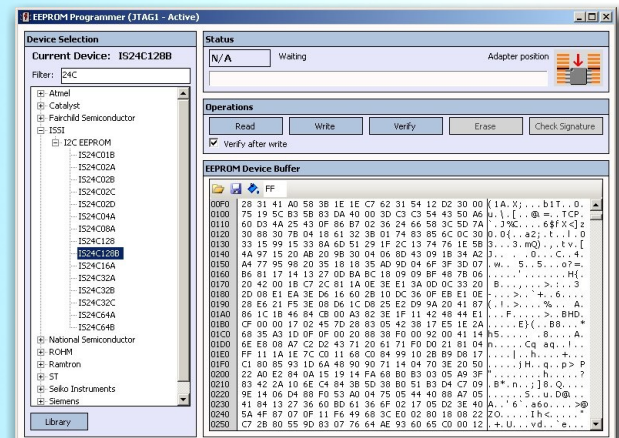 EEPROM Programmer (JTAG1 - Active)
Device Selection
Current Device: IS24C128B
Filter: 24C
Atmel
Catalyst
Fairchild Semiconductor
ISSI
I2C EEPROM
IS24C01B
IS24C02A
IS24C02B
IS24C02C
IS24C02D
IS24C04A
IS24C08A
IS24C128
IS24C128B
IS24C16A
IS24C32A
IS24C32B
IS24C32C
IS24C64A
IS24C64B
National Semiconductor
ROHM
Ramtron
ST
Seiko Instruments
Siemens
Library
Status
N/A Waiting Adapter position
Operations
Read Write Verify Erase Check Signature
Verify after write
EEPROM Device Buffer
FF
00F0 28 31 41 A0 58 3B 1E 1E C7 62 31 54 12 D2 30 00
0100 75 19 5C B3 5B 83 DA 40 00 3D C3 C3 54 43 50 A6
0110 60 D3 4A 25 43 0F 86 B7 02 36 24 66 58 3C 5D 7A
0120 30 88 30 7B 04 18 61 32 3B 01 74 83 85 6C 0C 30
0130 33 15 99 15 33 8A 6D 51 29 1F 2C 13 74 76 1E 5B
0140 4A 97 15 20 AB 20 9B 30 04 06 8D 43 09 1B 34 A2
0150 A4 77 95 98 20 35 18 18 35 AD 9D 04 6F 3F 3D 07
0160 B6 81 17 14 13 27 0D BA BC 18 09 09 BF 48 7B 06
0170 20 42 00 1B C7 2C 81 1A 0E 3E E1 3A 0D 0C 33 20
0180 2D 08 E1 EA 3E D6 16 60 2B 10 DC 36 0F EB E1 0E
0190 28 E6 21 F5 3E 08 D6 1C D8 25 E2 D9 9A 20 41 87
01A0 86 1C 1B 46 84 CB 00 A3 82 3E 1F 11 42 48 44 E1
01B0 CF 00 00 17 02 45 7D 28 83 05 42 38 17 E5 1E 2A
01C0 68 35 A3 1D 0F 0F 00 20 88 38 F0 00 92 00 41 14
01D0 6E E8 08 A7 C2 D2 43 71 20 61 71 F0 D0 21 81 04
01E0 FF 11 1A 1E 7C C0 11 68 C0 84 99 10 2B B9 D8 17
01F0 C1 80 85 93 1D 6A 48 90 90 71 14 04 70 3E 20 50
0200 22 A0 E2 84 0A 15 19 14 FA 68 B0 B3 03 05 A9 3F
0210 83 42 2A 10 6E C4 84 3B 5D 38 B0 51 B3 D4 C7 09
0220 9E 14 06 D4 88 F0 53 A0 04 75 05 44 40 88 A7 05
0230 41 84 13 27 36 60 BD 61 36 6F 02 17 05 D2 3E 40
0240 5A 4F 87 07 0F 11 F6 49 68 3C E0 02 80 18 08 22
0250 C7 2B 80 55 9D 83 07 76 64 AE 93 60 65 C0 00 12